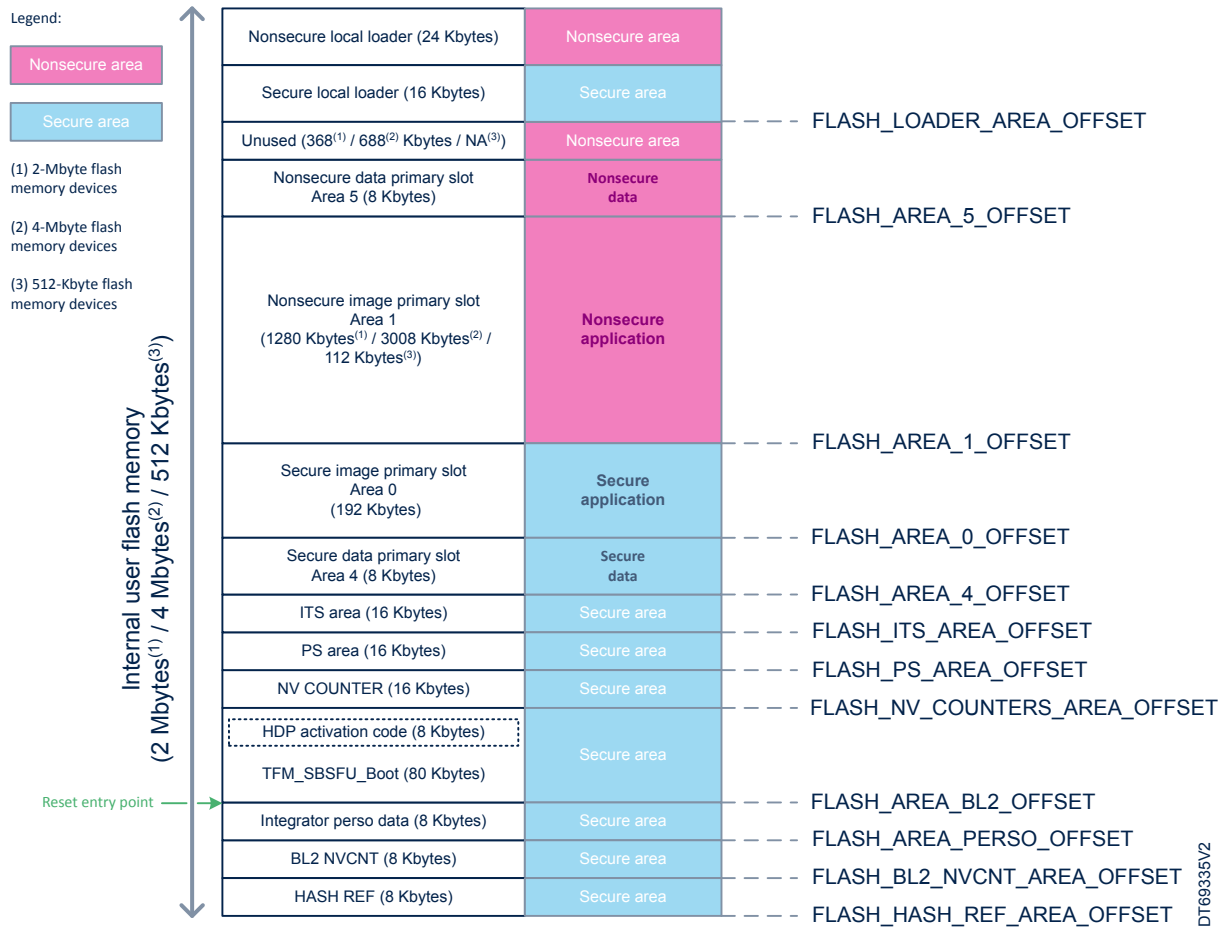 Legend:
Nonsecure area
Secure area
(1) 2-Mbyte flash
memory devices
(2) 4-Mbyte flash
memory devices
(3) 512-Kbyte flash
memory devices
Internal user flash memory
(2 Mbytes(1) / 4 Mbytes(2) / 512 Kbytes(3))
Reset entry point
Nonsecure local loader (24 Kbytes)
Nonsecure area
Secure local loader (16 Kbytes)
Secure area
FLASH_LOADER_AREA_OFFSET
Unused (368(1) / 688(2) Kbytes / NA(3))
Nonsecure area
Nonsecure data primary slot
Area 5 (8 Kbytes)
Nonsecure
data
FLASH_AREA_5_OFFSET
Nonsecure image primary slot
Area 1
(1280 Kbytes(1) / 3008 Kbytes(2) /
112 Kbytes(3))
Nonsecure
application
FLASH_AREA_1_OFFSET
Secure image primary slot
Area 0
(192 Kbytes)
Secure
application
FLASH_AREA_0_OFFSET
Secure data primary slot
Area 4 (8 Kbytes)
Secure
data
FLASH_AREA_4_OFFSET
ITS area (16 Kbytes)
Secure area
FLASH_ITS_AREA_OFFSET
PS area (16 Kbytes)
Secure area
FLASH_PS_AREA_OFFSET
NV COUNTER (16 Kbytes)
Secure area
FLASH_NV_COUNTERS_AREA_OFFSET
HDP activation code (8 Kbytes)
TFM_SBSFU_Boot (80 Kbytes)
Secure area
FLASH_AREA_BL2_OFFSET
Integrator perso data (8 Kbytes)
Secure area
FLASH_AREA_PERSO_OFFSET
BL2 NVCNT (8 Kbytes)
Secure area
FLASH_BL2_NVCNT_AREA_OFFSET
HASH REF (8 Kbytes)
Secure area
FLASH_HASH_REF_AREA_OFFSET
DT69335V2